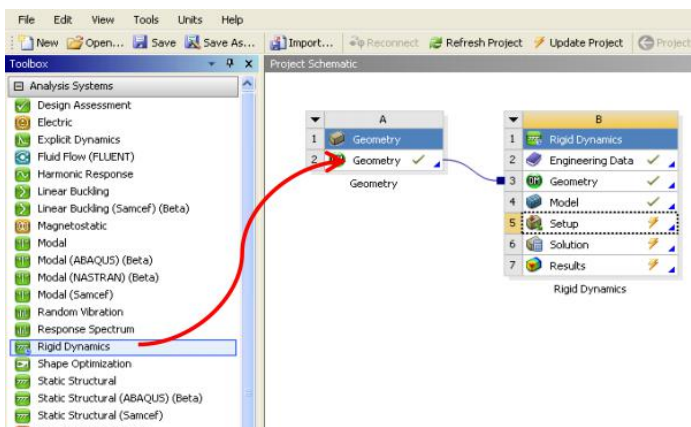 File Edit View Tools Units Help
New Open... Save Save As... Import... Reconnect Refresh Project Update Project Project
Toolbox
Project Schematic
Analysis Systems
Design Assessment
Electric
Explicit Dynamics
Fluid Flow (FLUENT)
Harmonic Response
Linear Buckling
Linear Buckling (Samcef) (Beta)
Magnetostatic
Modal
Modal (ABAQUS) (Beta)
Modal (NASTRAN) (Beta)
Modal (Samcef)
Random Vibration
Response Spectrum
Rigid Dynamics
Shape Optimization
Static Structural
Static Structural (ABAQUS) (Beta)
Static Structural (Samcef)
A
1 Geometry
2 Geometry
Geometry
B
1 Rigid Dynamics
2 Engineering Data
3 Geometry
4 Model
5 Setup
6 Solution
7 Results
Rigid Dynamics